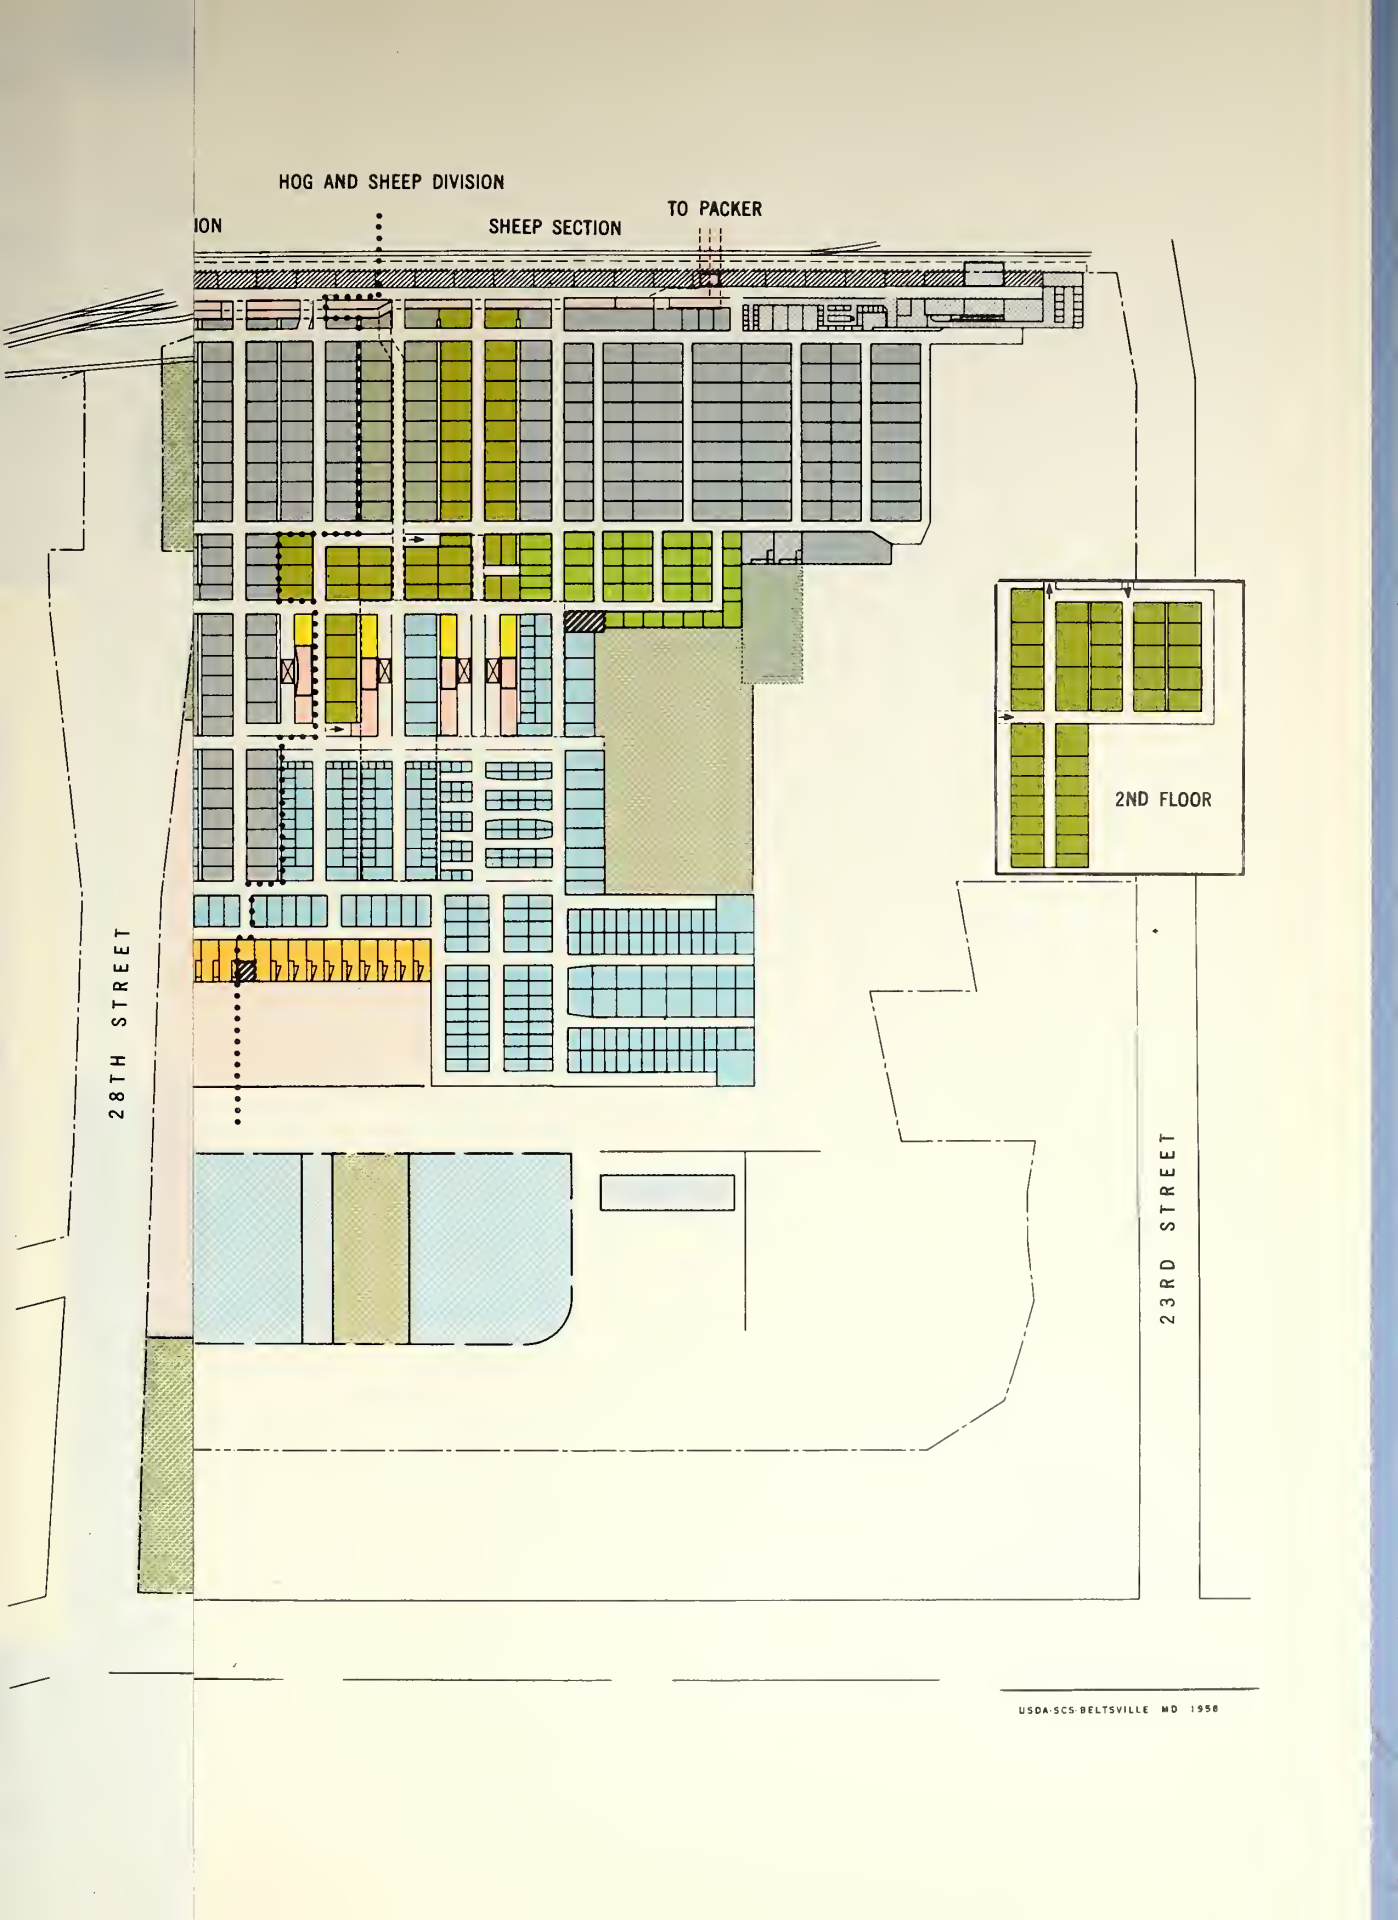 HOG AND SHEEP DIVISION
TO PACKER
ION
SHEEP SECTION
2ND FLOOR
28TH STREET
23RD STREET
USDA-SCS-BELTSVILLE MD 1958